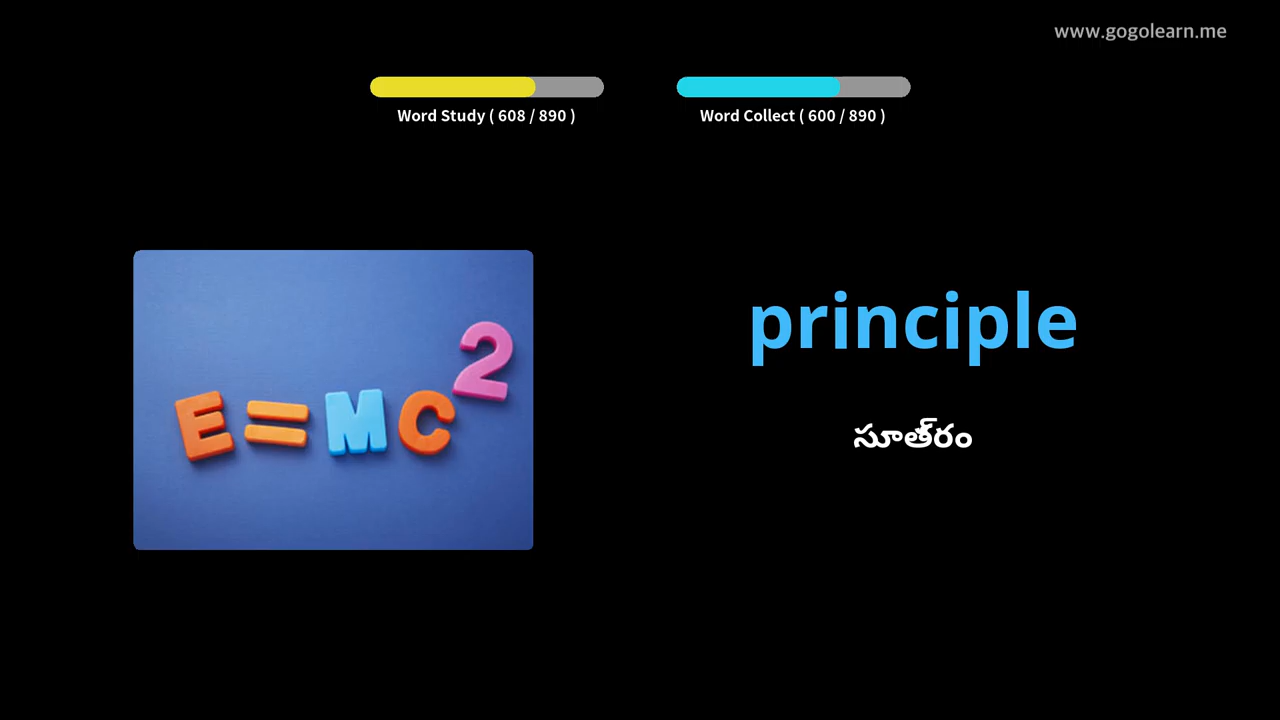 www.gogolearn.me
Word Study ( 608 / 890 )
Word Collect ( 600 / 890 )
E=MC²
principle
సూత్రం